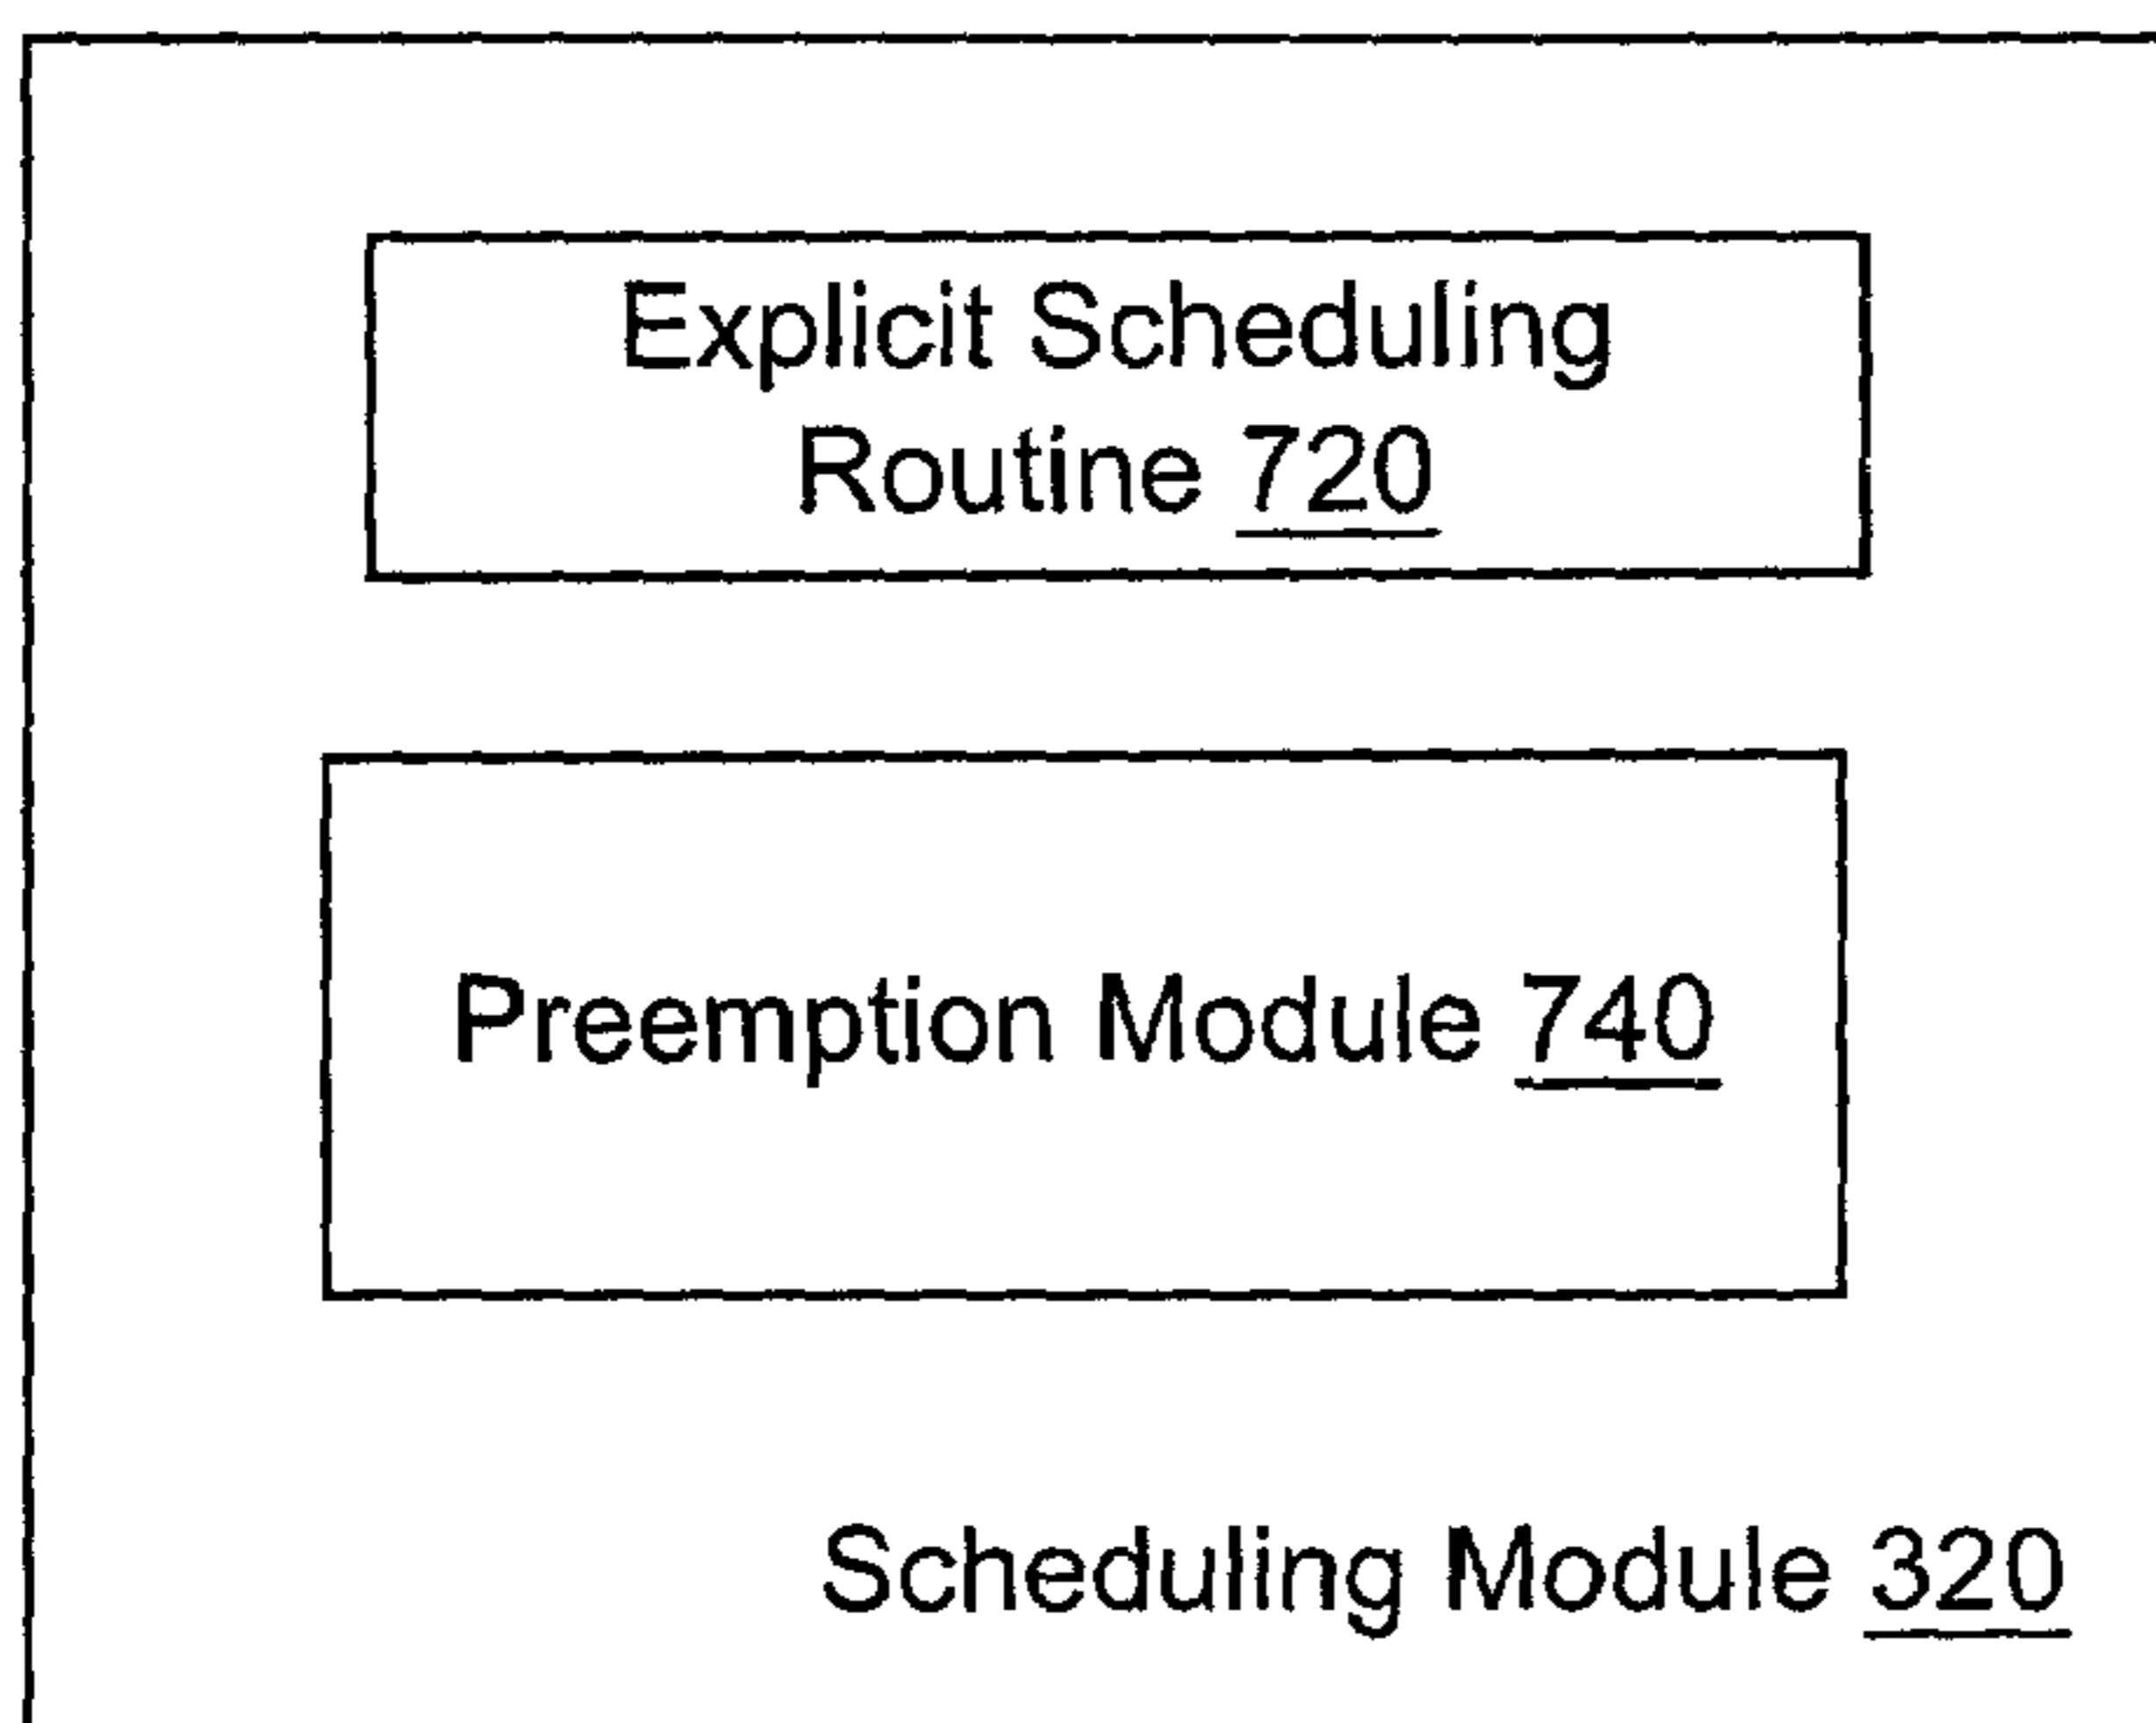 Explicit Scheduling
Routine 720
Preemption Module 740
Scheduling Module 320